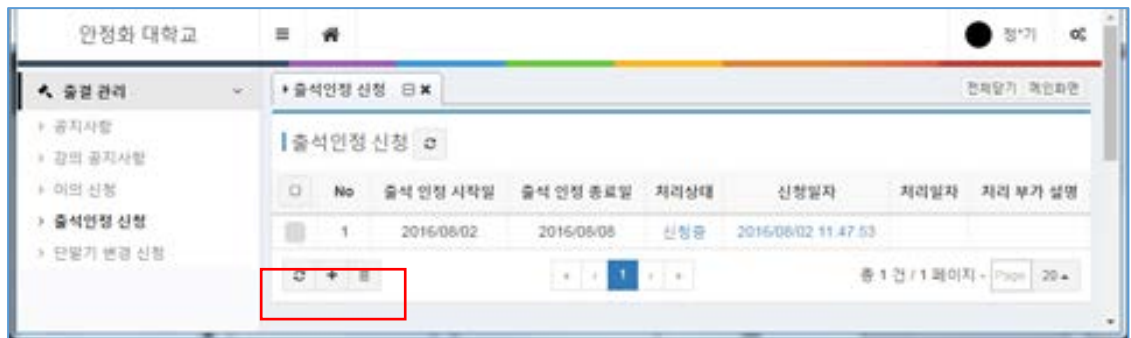 안정화 대학교
정*기
출결 관리
출석인정 신청
전체닫기 메인화면
공지사항
강의 공지사항
이의 신청
출석인정 신청
단말기 변경 신청
출석인정 신청
No 출석 인정 시작일 출석 인정 종료일 처리상태 신청일자 처리일자 처리 부가 설명
1 2016/08/02 2016/08/08 신청중 2016/08/02 11:47:53
« ‹ 1 › »
총 1 건 / 1 페이지 - Page 20